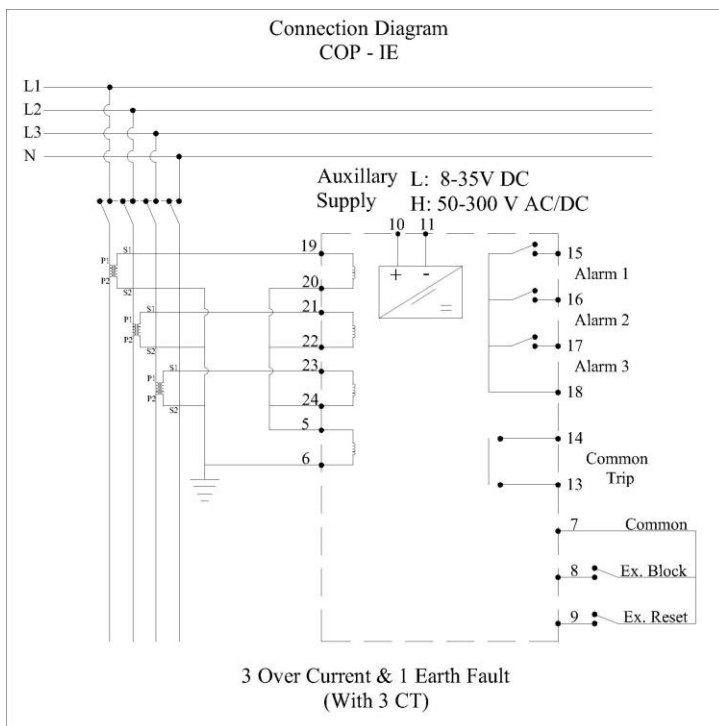 Connection Diagram
COP - IE
L1
L2
L3
N
Auxillary L: 8-35V DC
Supply H: 50-300 V AC/DC
10 11
+ -
19
20
21
22
23
24
5
6
S1
P1
P2
S2
S1
P1
P2
S2
S1
P1
P2
S2
15
Alarm 1
16
Alarm 2
17
Alarm 3
18
14
Common
Trip
13
7 Common
8 Ex. Block
9 Ex. Reset
3 Over Current & 1 Earth Fault
(With 3 CT)